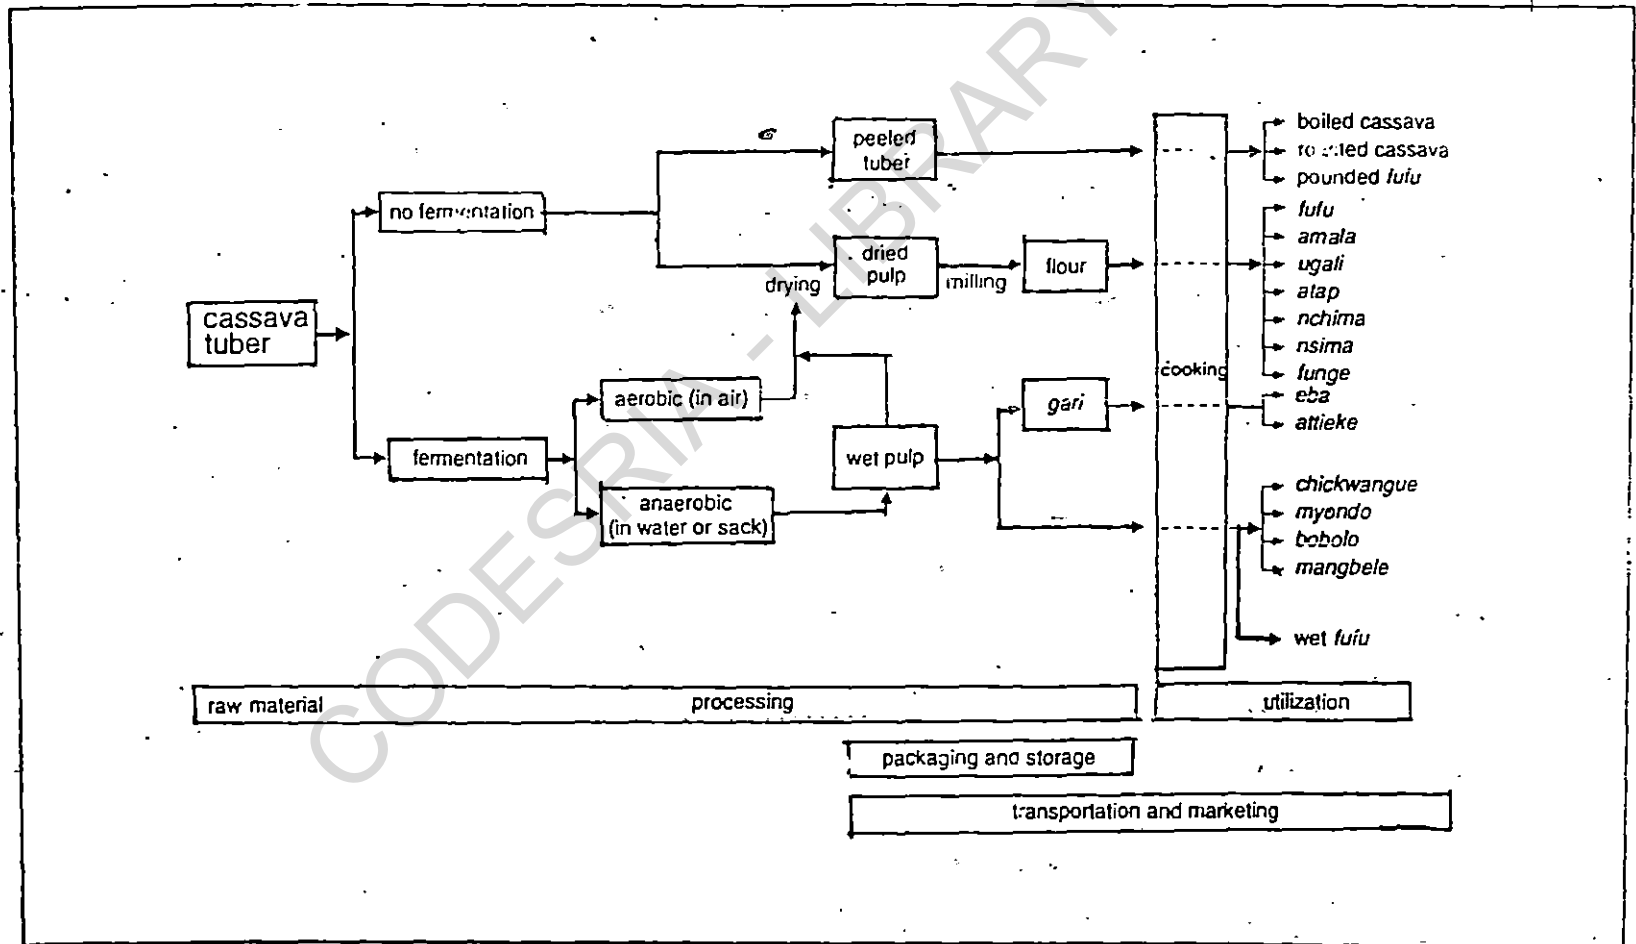 CODESRIA - LIBRARY
peeled
tuber
boiled cassava
cassava
pounded fufu
no fermentation
fufu
amala
ugali
atap
nchima
nsima
funge
dried
pulp
drying
milling
flour
cassava
tuber
cooking
aerobic (in air)
gari
eba
attieke
fermentation
wet pulp
anaerobic
(in water or sack)
chickwangue
myondo
bobolo
mangbele
wet fufu
raw material
processing
utilization
packaging and storage
transportation and marketing